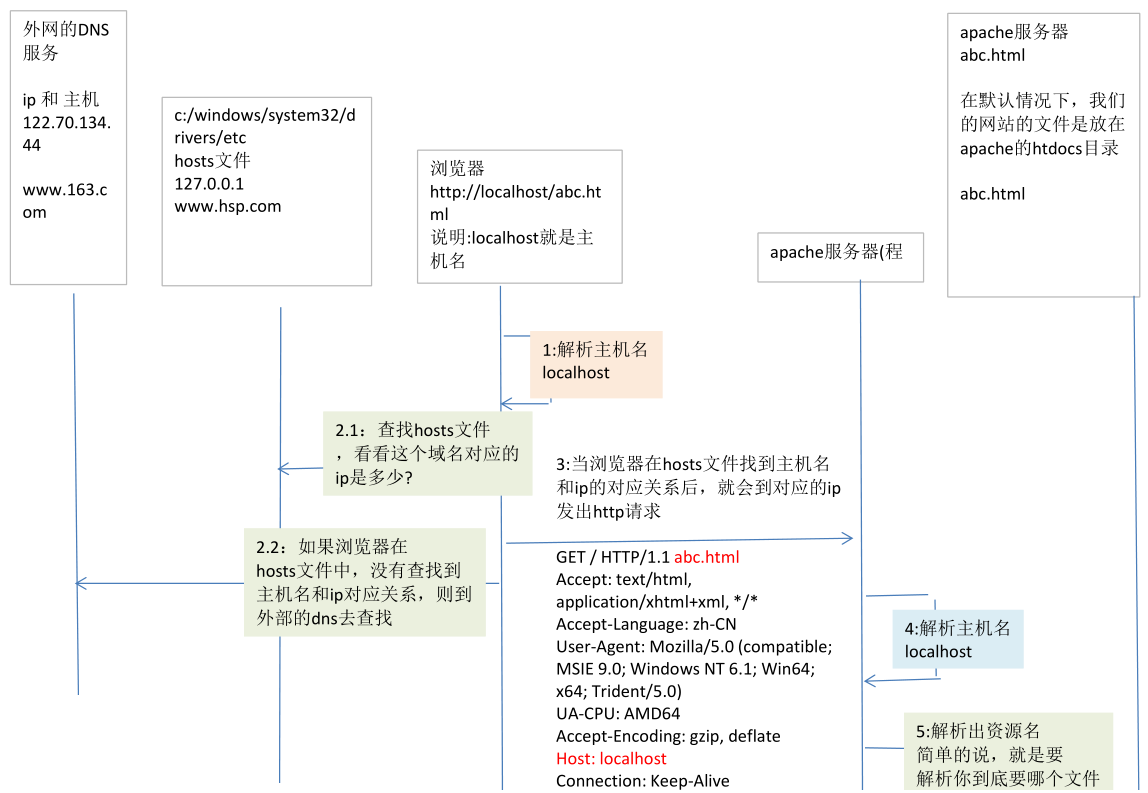 外网的DNS
服务
ip 和 主机
122.70.134.
44
www.163.c
om
c:/windows/system32/d
rivers/etc
hosts文件
127.0.0.1
www.hsp.com
浏览器
http://localhost/abc.ht
ml
说明:localhost就是主
机名
apache服务器(程
apache服务器
abc.html
在默认情况下，我们
的网站的文件是放在
apache的htdocs目录
abc.html
1:解析主机名
localhost
2.1：查找hosts文件
，看看这个域名对应的
ip是多少?
2.2：如果浏览器在
hosts文件中，没有查找到
主机名和ip对应关系，则到
外部的dns去查找
3:当浏览器在hosts文件找到主机名
和ip的对应关系后，就会到对应的ip
发出http请求
GET / HTTP/1.1 abc.html
Accept: text/html,
application/xhtml+xml, */*
Accept-Language: zh-CN
User-Agent: Mozilla/5.0 (compatible;
MSIE 9.0; Windows NT 6.1; Win64;
x64; Trident/5.0)
UA-CPU: AMD64
Accept-Encoding: gzip, deflate
Host: localhost
Connection: Keep-Alive
4:解析主机名
localhost
5:解析出资源名
简单的说，就是要
解析你到底要哪个文件